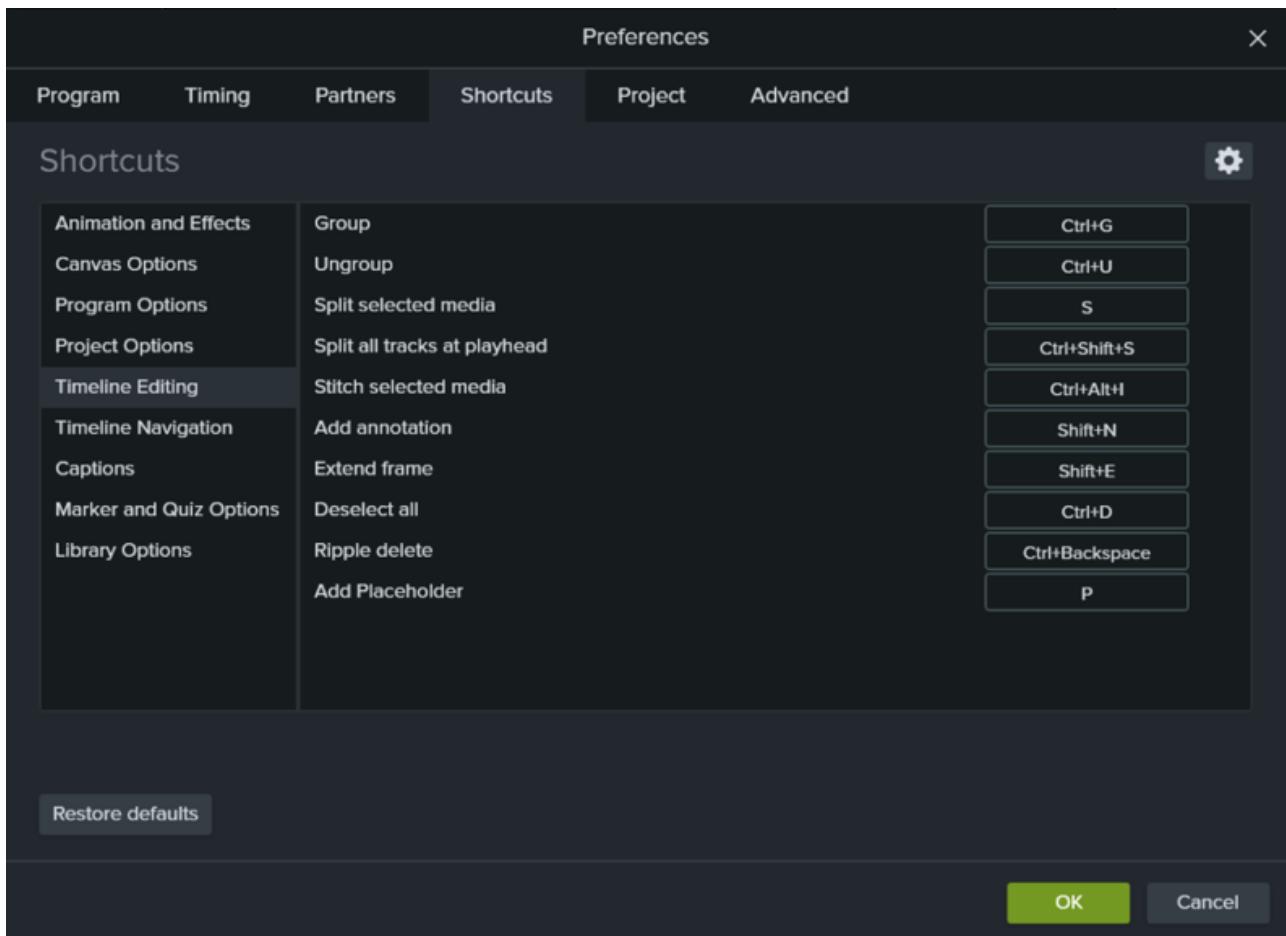 Preferences
Program Timing Partners Shortcuts Project Advanced
Shortcuts
Animation and Effects
Canvas Options
Program Options
Project Options
Timeline Editing
Timeline Navigation
Captions
Marker and Quiz Options
Library Options
Group Ctrl+G
Ungroup Ctrl+U
Split selected media S
Split all tracks at playhead Ctrl+Shift+S
Stitch selected media Ctrl+Alt+I
Add annotation Shift+N
Extend frame Shift+E
Deselect all Ctrl+D
Ripple delete Ctrl+Backspace
Add Placeholder P
Restore defaults
OK Cancel